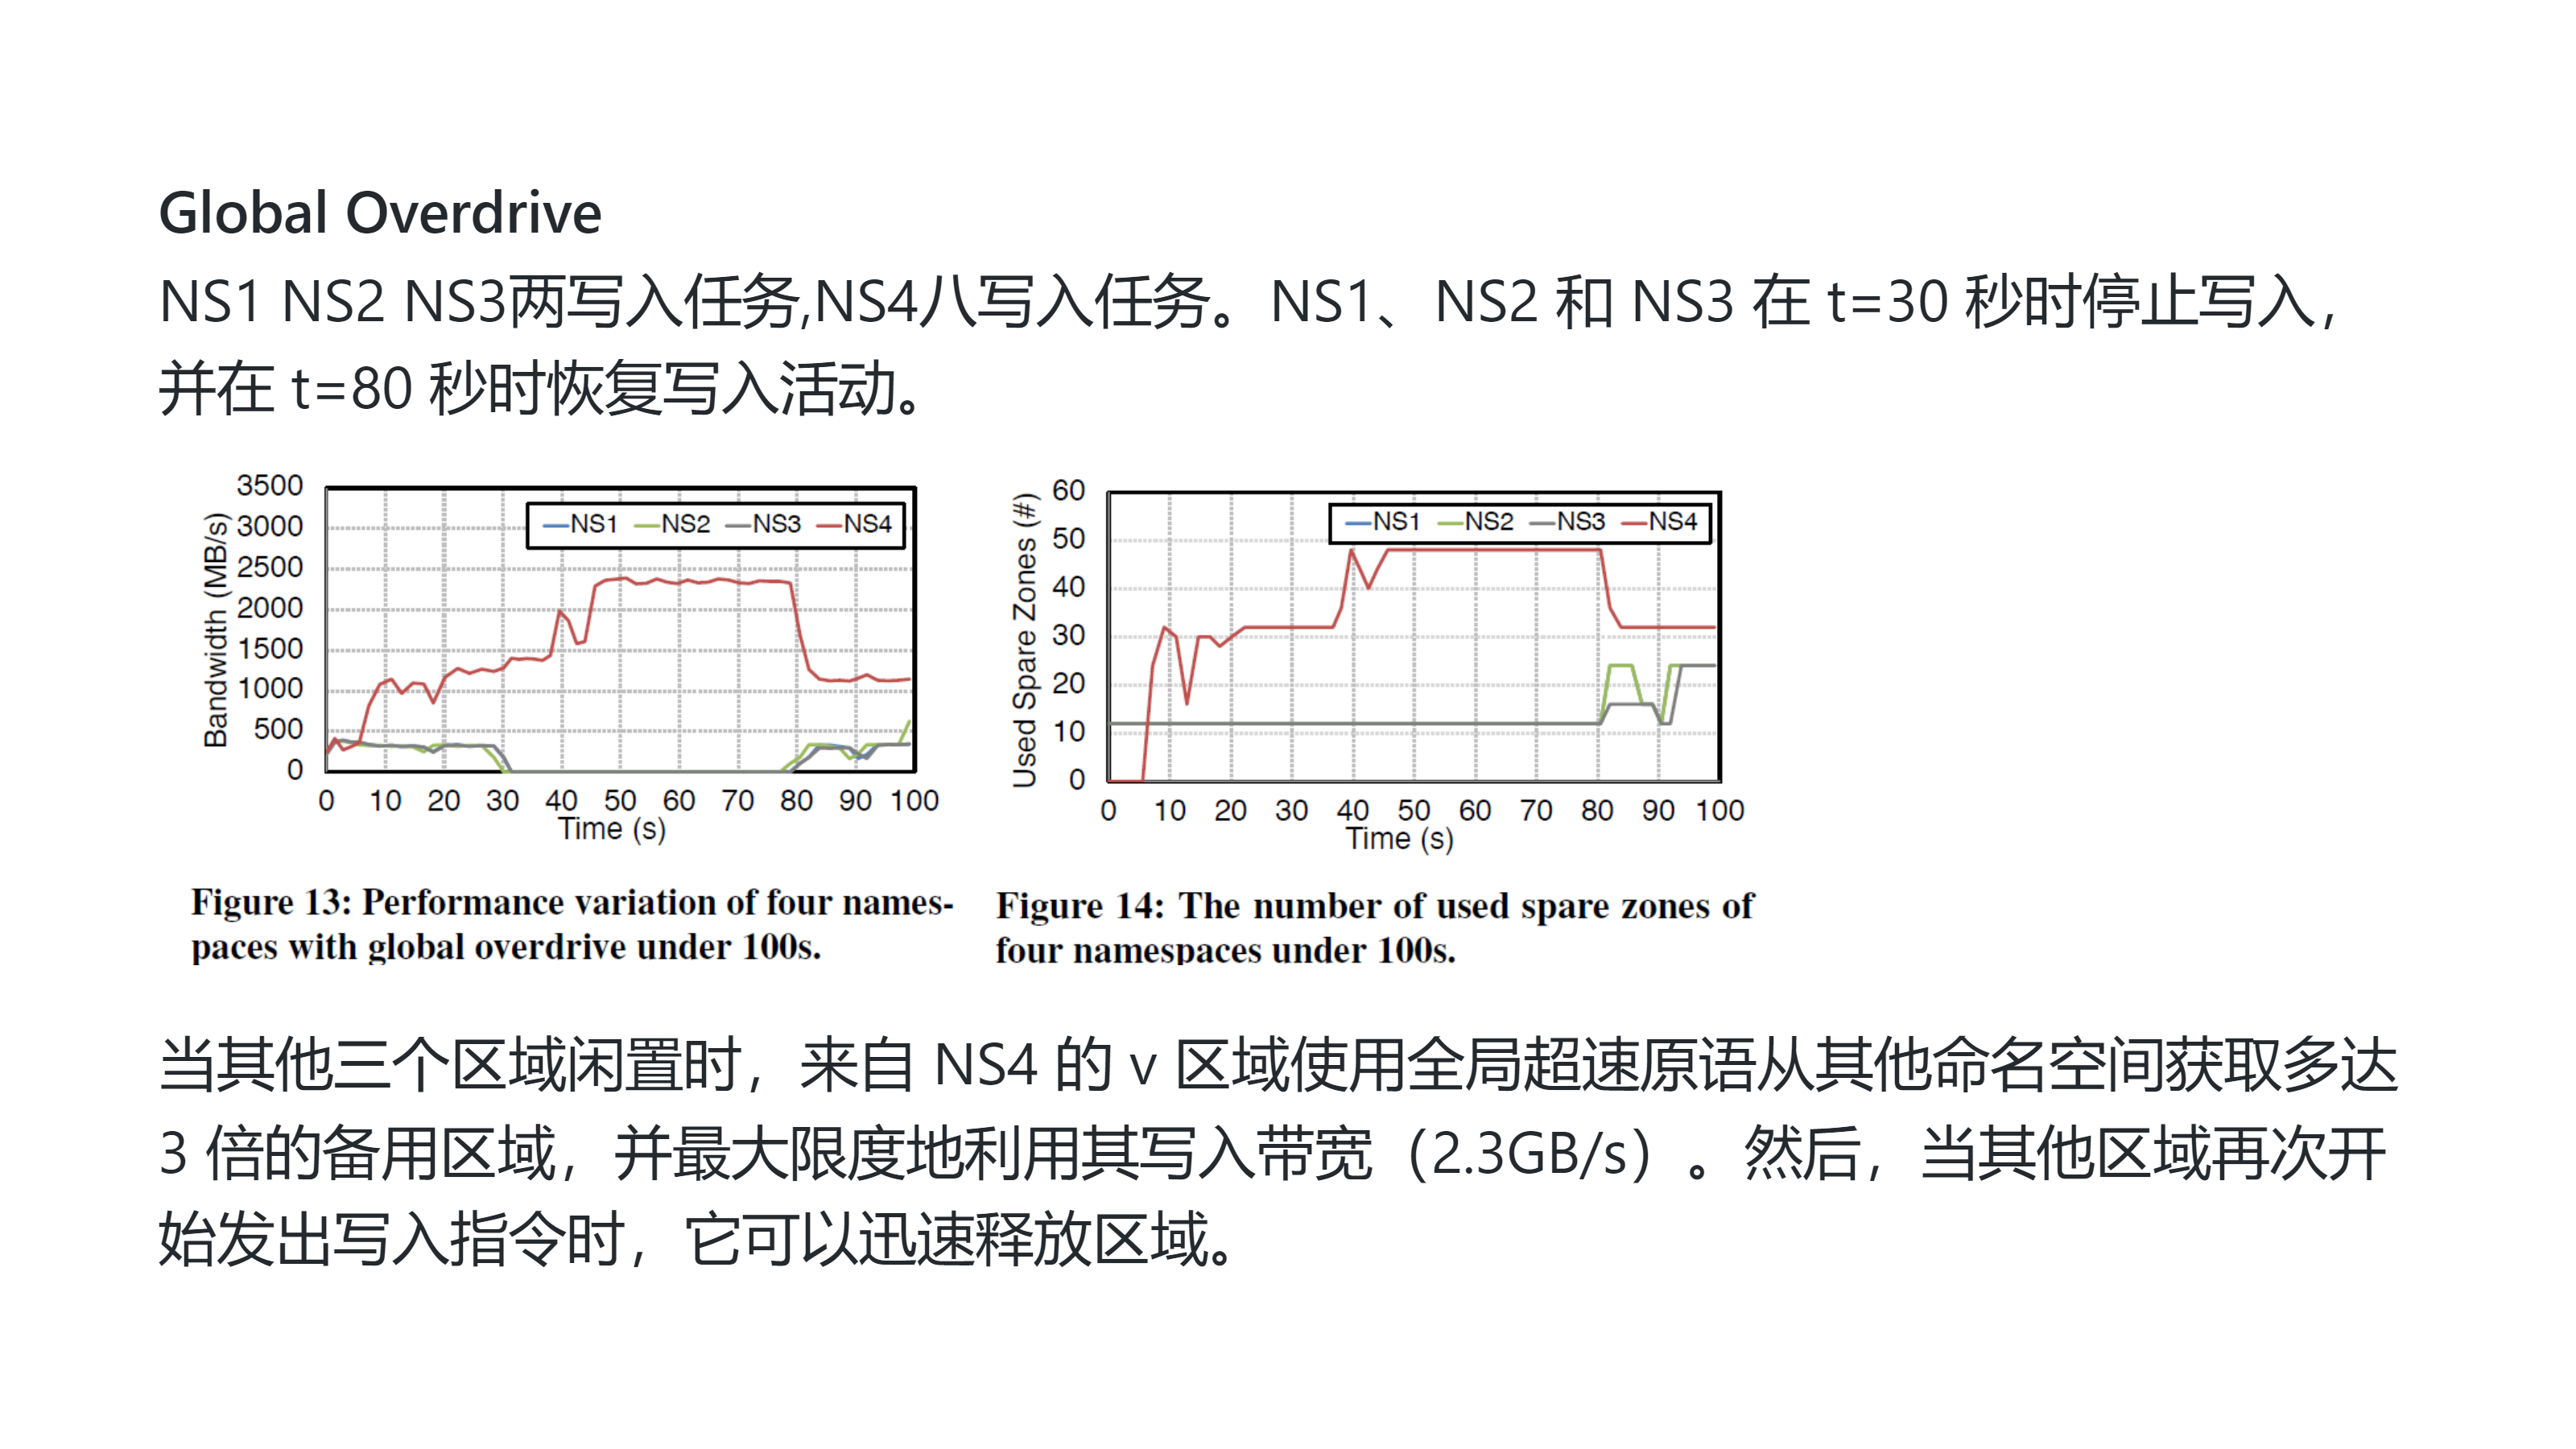 Global Overdrive
NS1 NS2 NS3两写入任务,NS4八写入任务。NS1、NS2 和 NS3 在 t=30 秒时停止写入，
并在 t=80 秒时恢复写入活动。
3500
3000
2500
2000
1500
1000
500
0
Bandwidth (MB/s)
NS1 NS2 NS3 NS4
0 10 20 30 40 50 60 70 80 90 100
Time (s)
Figure 13: Performance variation of four names-
paces with global overdrive under 100s.
60
50
40
30
20
10
0
Used Spare Zones (#)
NS1 NS2 NS3 NS4
0 10 20 30 40 50 60 70 80 90 100
Time (s)
Figure 14: The number of used spare zones of
four namespaces under 100s.
当其他三个区域闲置时，来自 NS4 的 v 区域使用全局超速原语从其他命名空间获取多达
3 倍的备用区域，并最大限度地利用其写入带宽（2.3GB/s）。然后，当其他区域再次开
始发出写入指令时，它可以迅速释放区域。